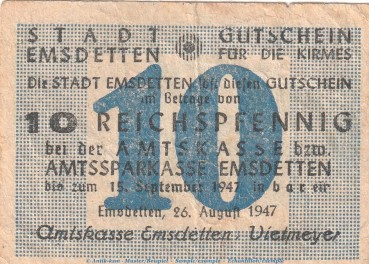 STADT EMSDETTEN
GUTSCHEIN FÜR DIE KIRMES
Die STADT EMSDETTEN löst diesen GUTSCHEIN
im Betrage von
10 REICHSPFENNIG
bei der AMTSKASSE bzw.
AMTSSPARKASSE EMSDETTEN
bis zum 15. September 1947 in bar ein
Emsdetten, 26. August 1947
Amtskasse Emsdetten: Vietmeyer
10